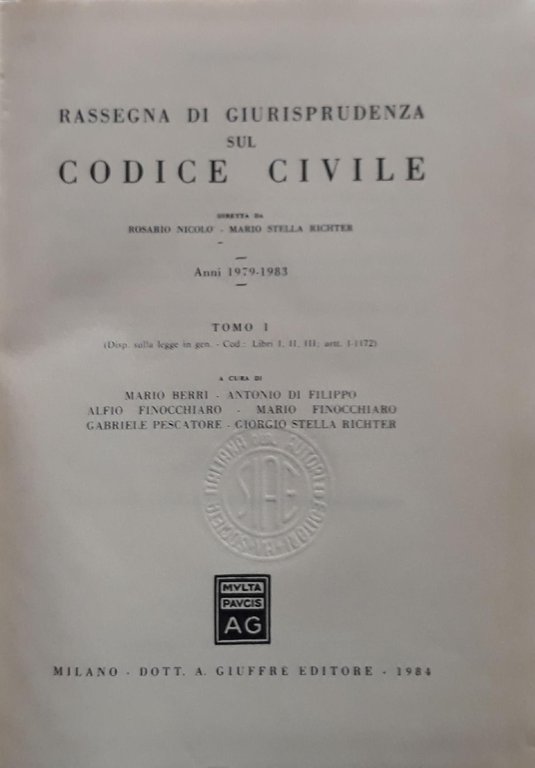 RASSEGNA DI GIURISPRUDENZA
SUL
CODICE CIVILE
DIRETTA DA
ROSARIO NICOLÒ - MARIO STELLA RICHTER
Anni 1979-1983
TOMO I
(Disp. sulla legge in gen. - Cod.: Libri I, II, III; artt. 1-1172)
A CURA DI
MARIO BERRI - ANTONIO DI FILIPPO
ALFIO FINOCCHIARO - MARIO FINOCCHIARO
GABRIELE PESCATORE - GIORGIO STELLA RICHTER
SIAE
MVLTA
PAVCIS
AG
MILANO - DOTT. A. GIUFFRÈ EDITORE - 1984